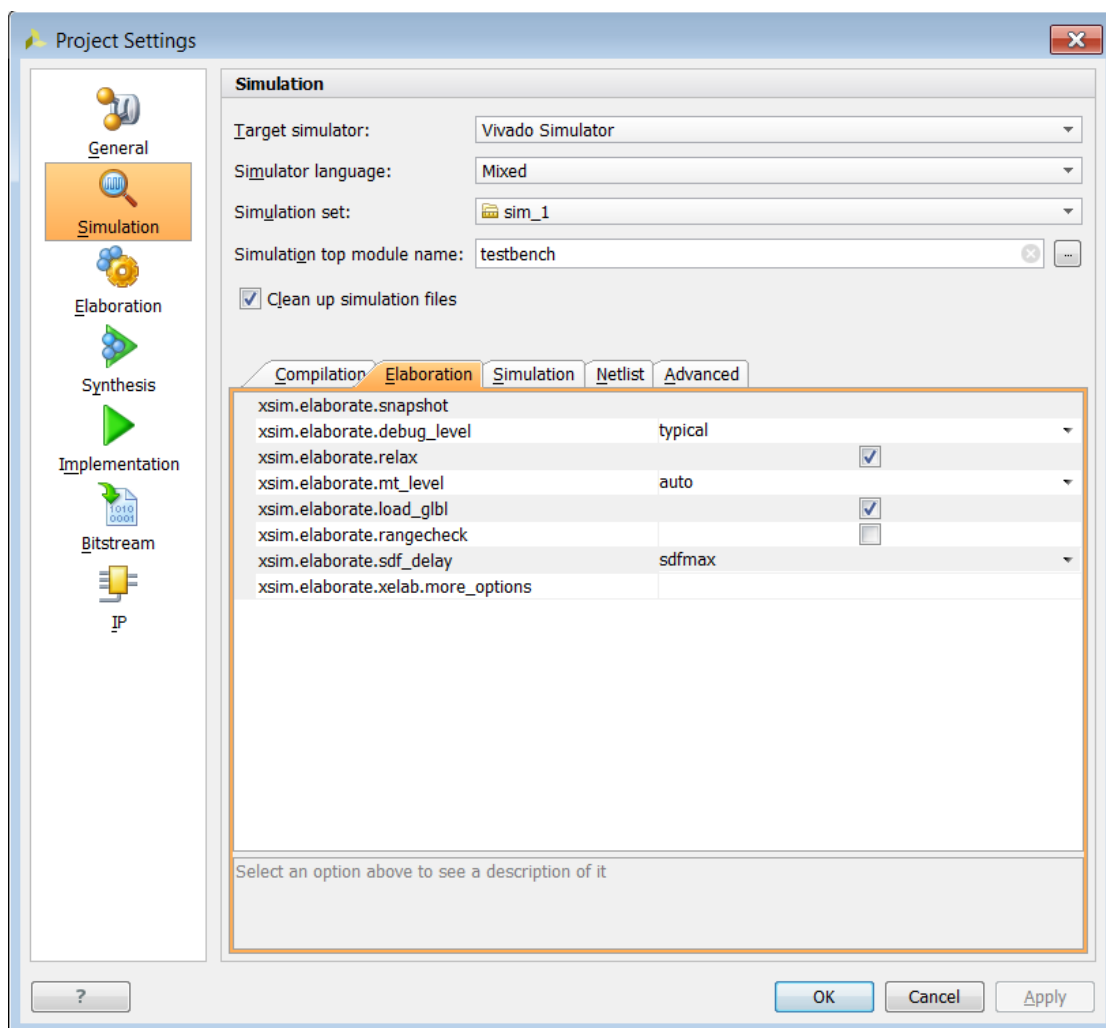 Project Settings
General
Simulation
Elaboration
Synthesis
Implementation
1010
0001
Bitstream
IP
Simulation
Target simulator: Vivado Simulator
Simulator language: Mixed
Simulation set: sim_1
Simulation top module name: testbench ...
Clean up simulation files
Compilation Elaboration Simulation Netlist Advanced
xsim.elaborate.snapshot
xsim.elaborate.debug_level typical
xsim.elaborate.relax
xsim.elaborate.mt_level auto
xsim.elaborate.load_glbl
xsim.elaborate.rangecheck
xsim.elaborate.sdf_delay sdfmax
xsim.elaborate.xelab.more_options
Select an option above to see a description of it
? OK Cancel Apply